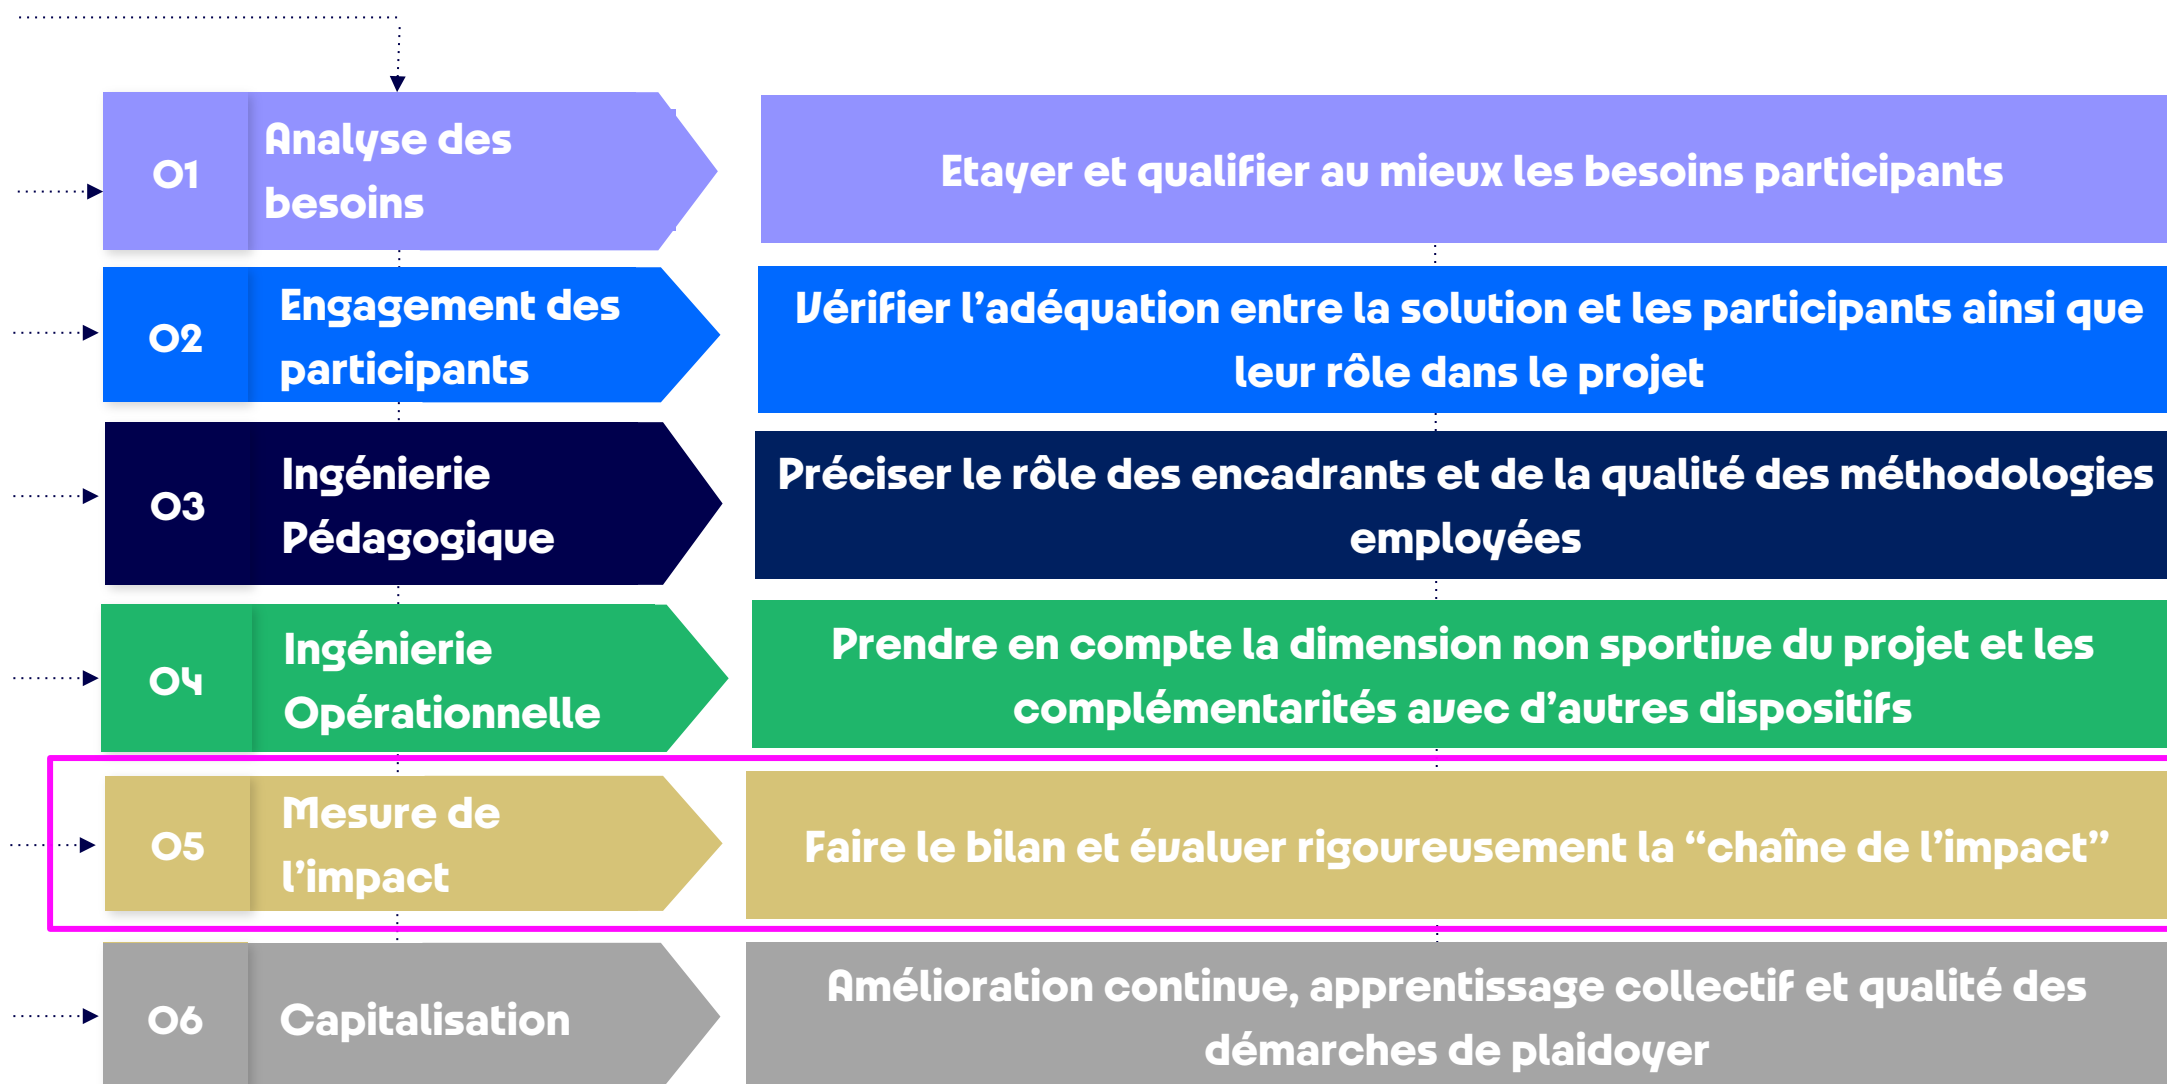 01
Analyse des
besoins
Etayer et qualifier au mieux les besoins participants
02
Engagement des
participants
Vérifier l’adéquation entre la solution et les participants ainsi que
leur rôle dans le projet
03
Ingénierie
Pédagogique
Préciser le rôle des encadrants et de la qualité des méthodologies
employées
04
Ingénierie
Opérationnelle
Prendre en compte la dimension non sportive du projet et les
complémentarités avec d’autres dispositifs
05
Mesure de
l’impact
Faire le bilan et évaluer rigoureusement la “chaîne de l’impact”
06
Capitalisation
Amélioration continue, apprentissage collectif et qualité des
démarches de plaidoyer